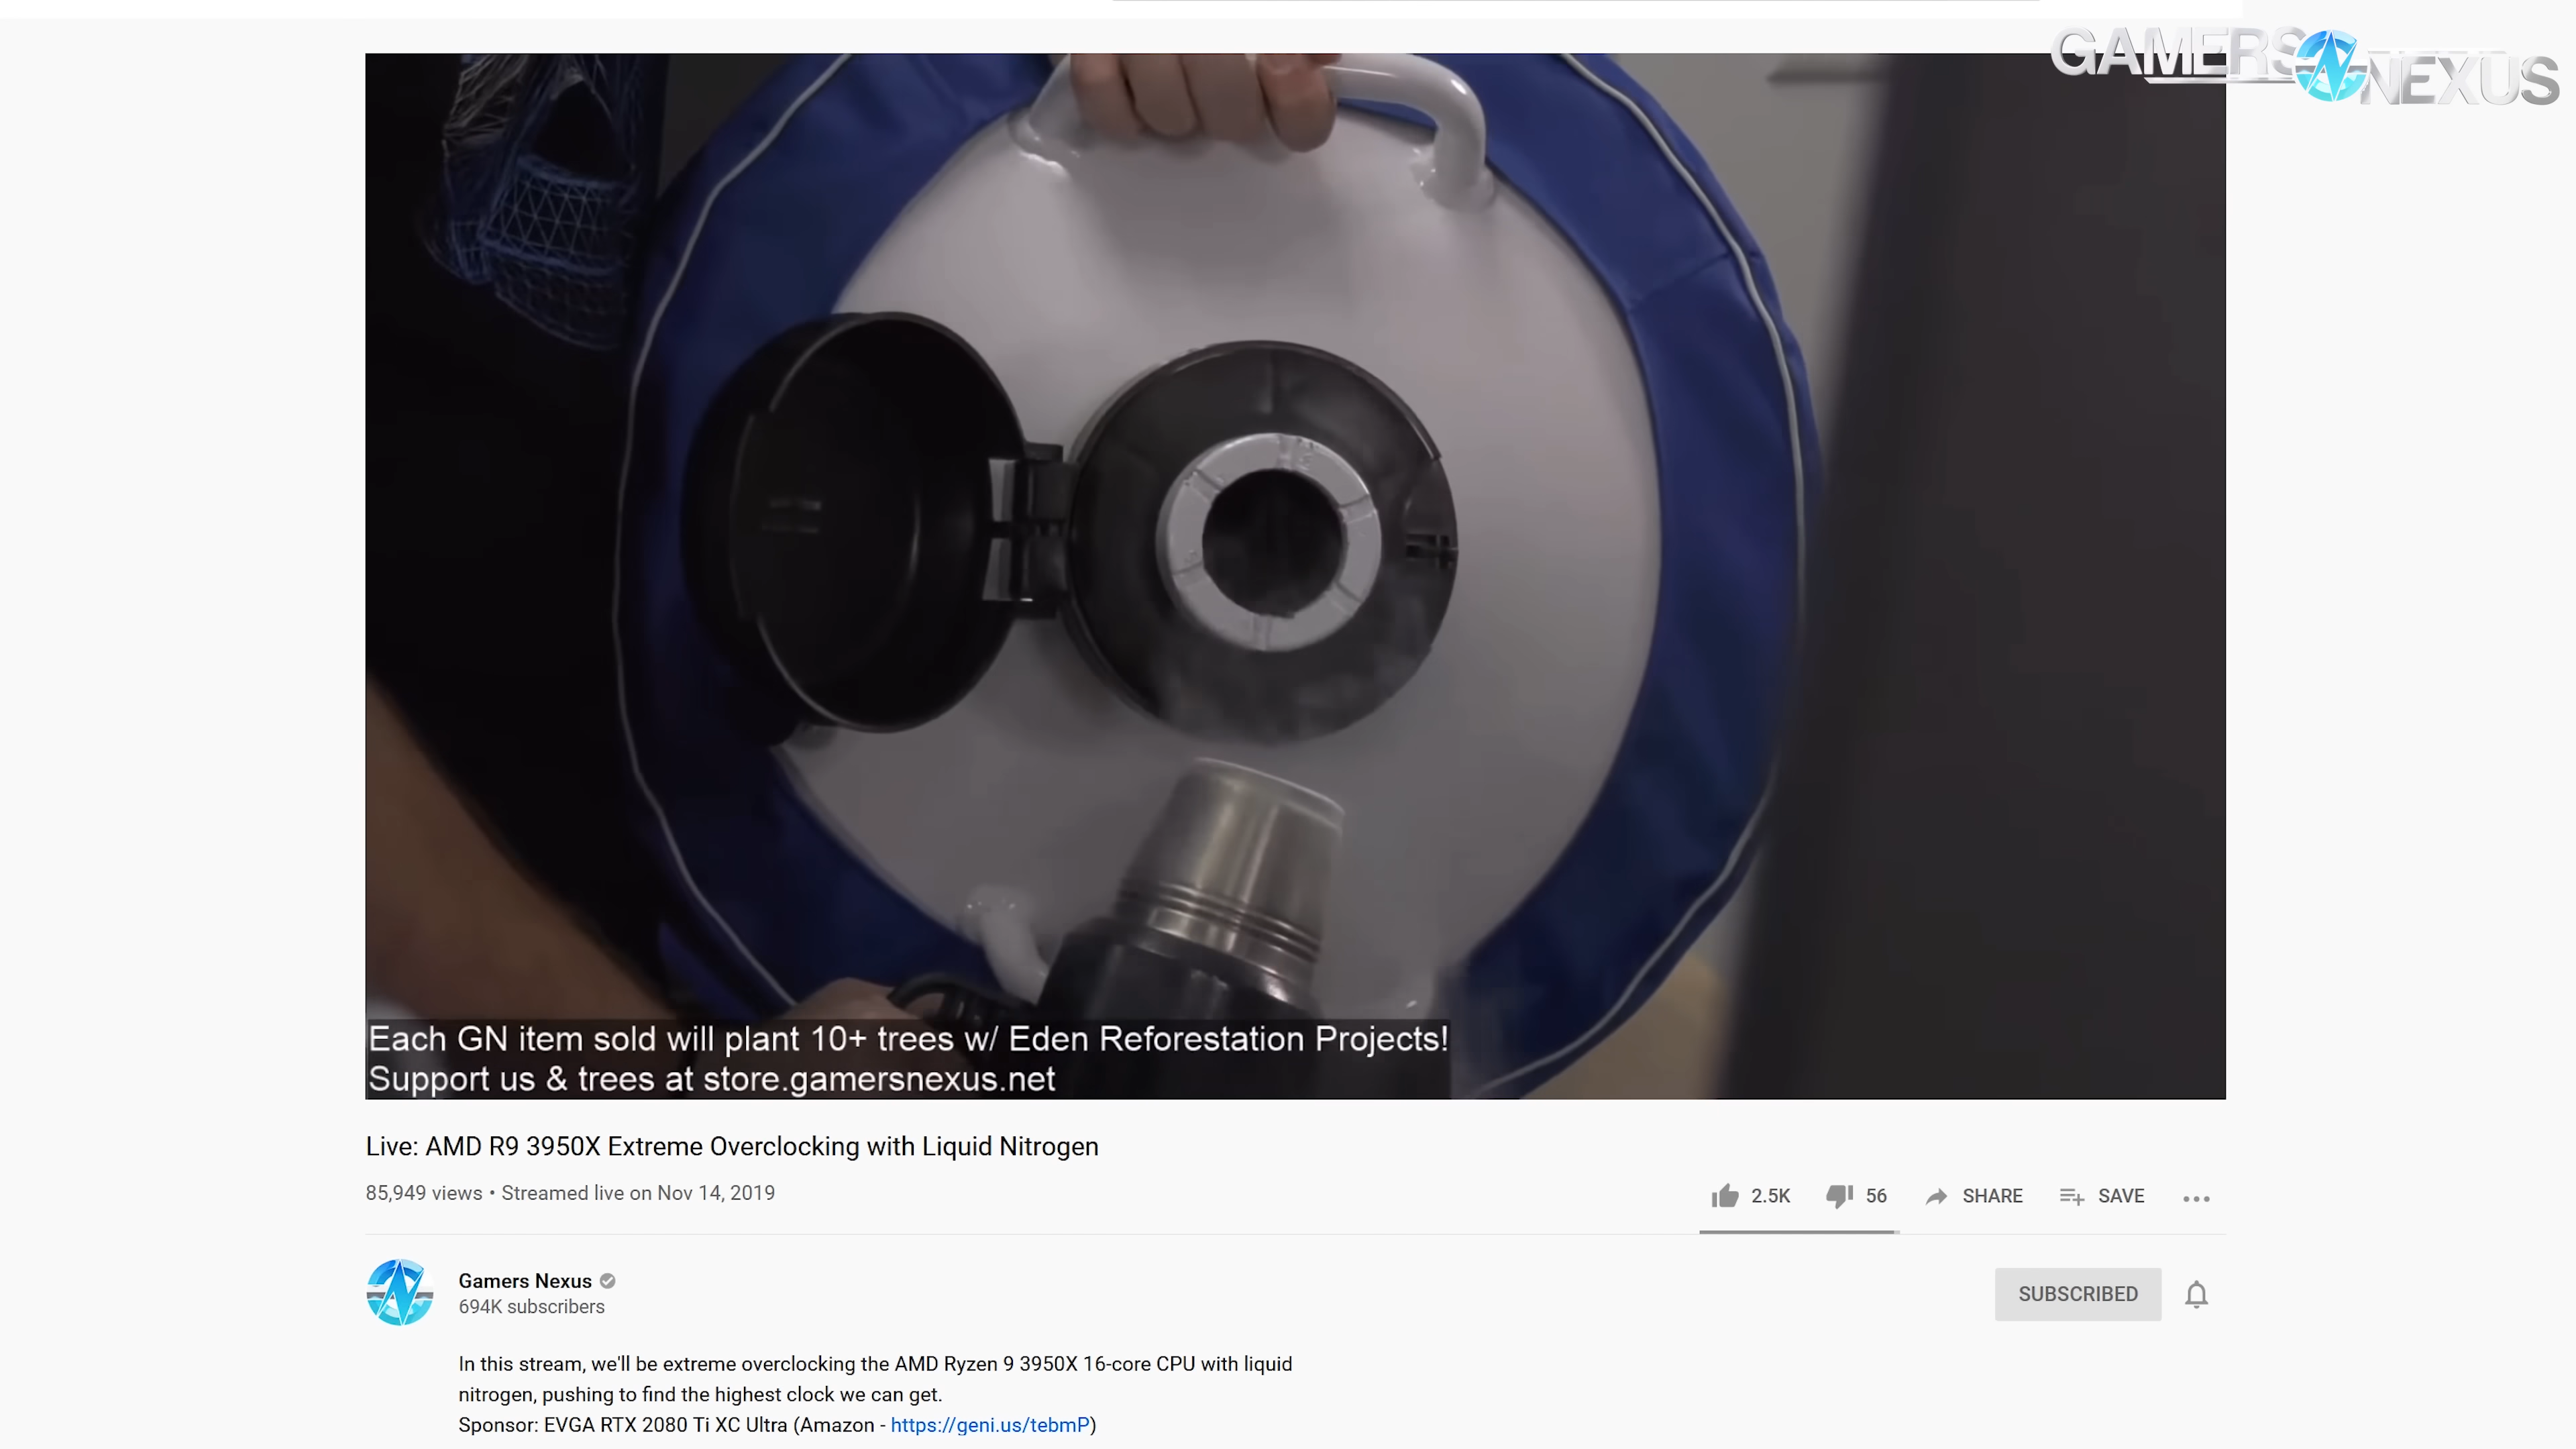 GAMERS NEXUS
Each GN item sold will plant 10+ trees w/ Eden Reforestation Projects!
Support us & trees at store.gamersnexus.net
Live: AMD R9 3950X Extreme Overclocking with Liquid Nitrogen
85,949 views • Streamed live on Nov 14, 2019
2.5K 56 SHARE SAVE
Gamers Nexus
694K subscribers
SUBSCRIBED
In this stream, we'll be extreme overclocking the AMD Ryzen 9 3950X 16-core CPU with liquid
nitrogen, pushing to find the highest clock we can get.
Sponsor: EVGA RTX 2080 Ti XC Ultra (Amazon - https://geni.us/tebmP)